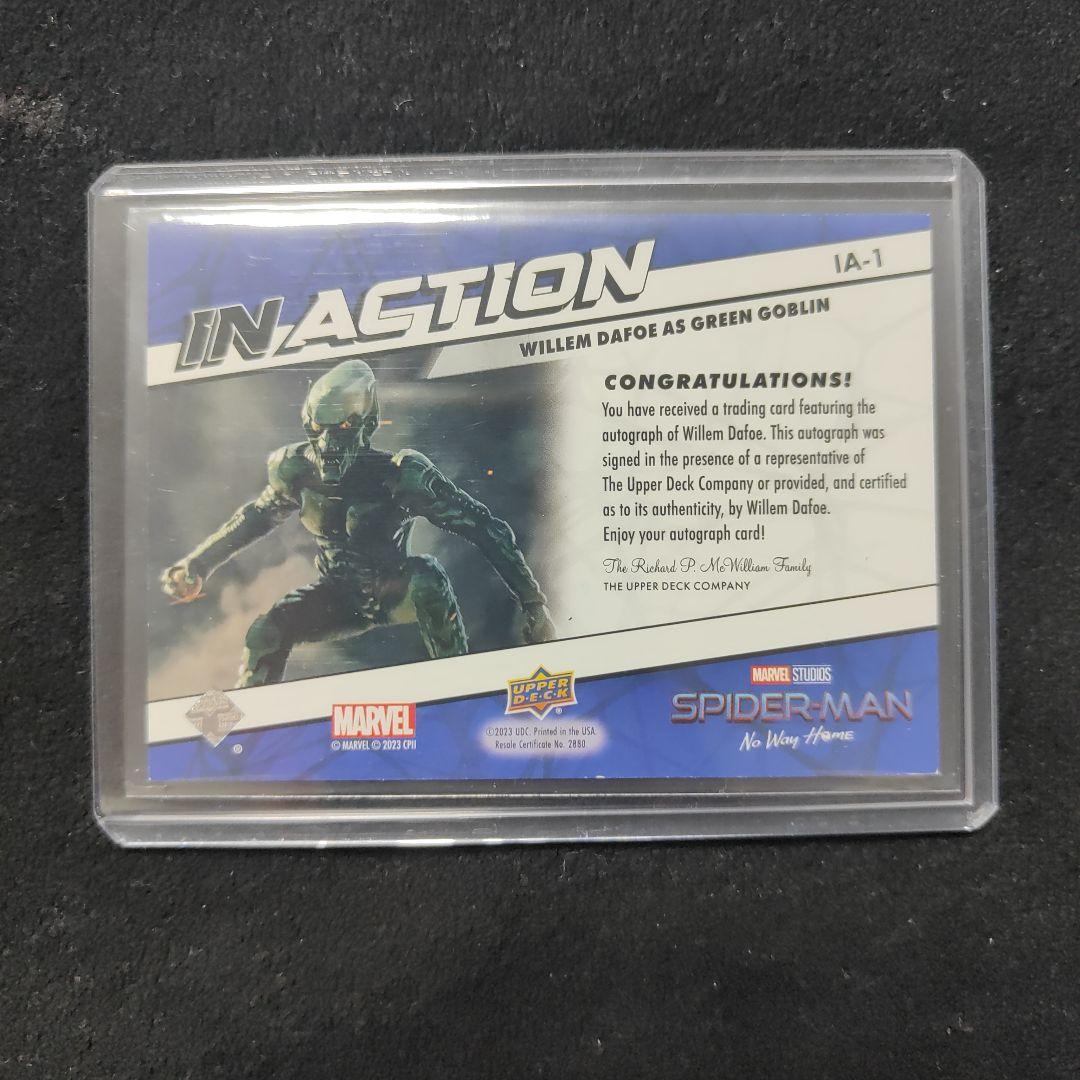 IN ACTION
IA-1
WILLEM DAFOE AS GREEN GOBLIN
CONGRATULATIONS!
You have received a trading card featuring the
autograph of Willem Dafoe. This autograph was
signed in the presence of a representative of
The Upper Deck Company or provided, and certified
as to its authenticity, by Willem Dafoe.
Enjoy your autograph card!
The Richard P. McWilliam Family
THE UPPER DECK COMPANY
®
MARVEL
© MARVEL © 2023 CPII
UPPER
D·E·C·K
®
©2023 UDC. Printed in the USA.
Resale Certificate No. 2880.
MARVEL STUDIOS
SPIDER-MAN
No Way Home